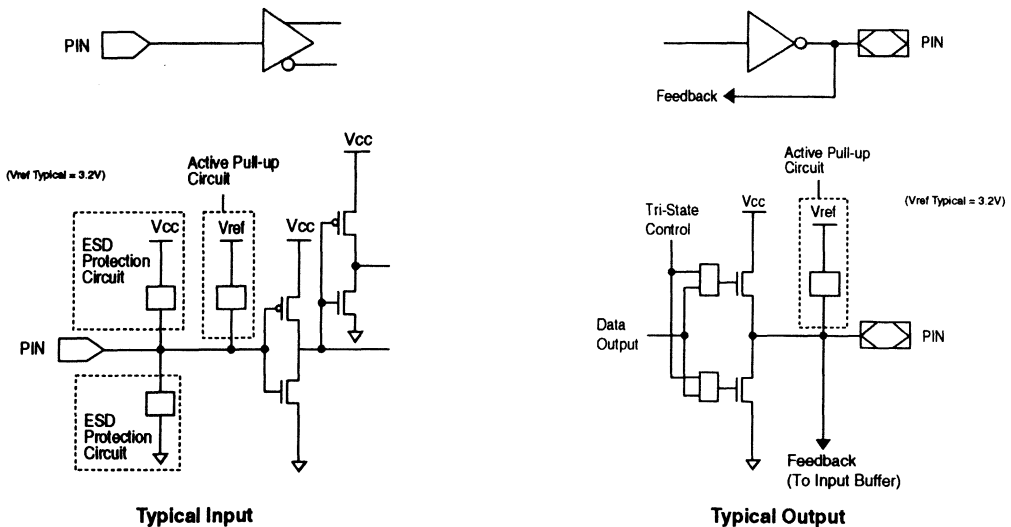 PIN
PIN
Feedback
(Vref Typical = 3.2V)
Active Pull-up
Circuit
Vcc
Vcc
Vref
Vcc
ESD
Protection
Circuit
PIN
ESD
Protection
Circuit
Typical Input
Active Pull-up
Circuit
(Vref Typical = 3.2V)
Tri-State
Control
Vcc
Vref
Data
Output
PIN
Feedback
(To Input Buffer)
Typical Output